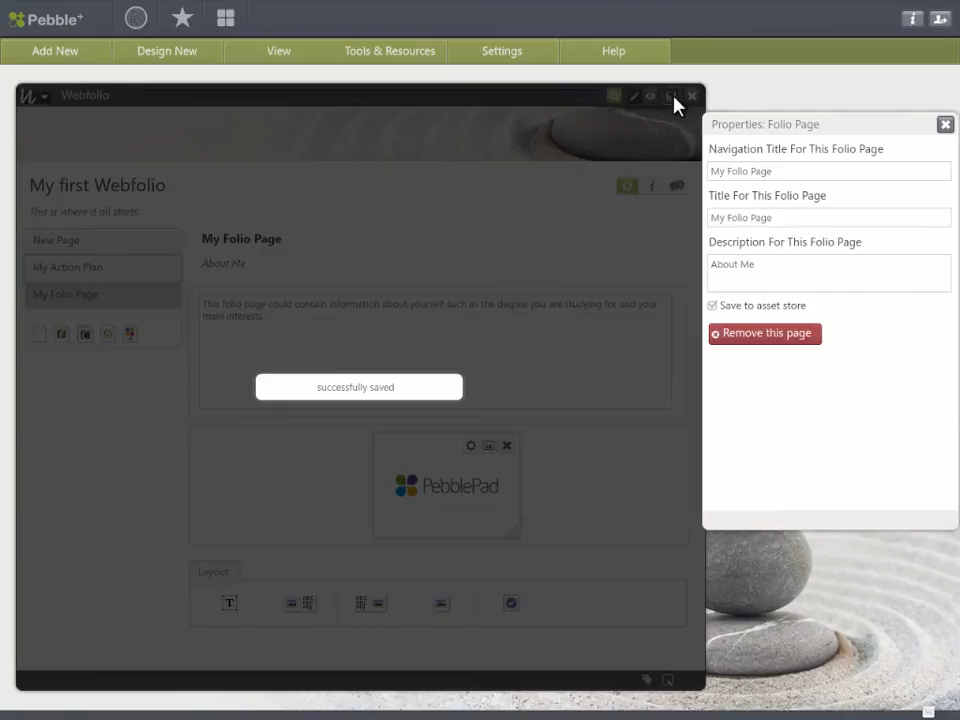 Pebble+
Add New
Design New
View
Tools & Resources
Settings
Help
Webfolio
My first Webfolio
This is where it all starts
New Page
My Action Plan
My Folio Page
My Folio Page
About Me
This folio page could contain information about yourself such as the degree you are studying for and your
main interests.
successfully saved
PebblePad
Layout
T
Properties: Folio Page
Navigation Title For This Folio Page
My Folio Page
Title For This Folio Page
My Folio Page
Description For This Folio Page
About Me
Save to asset store
Remove this page